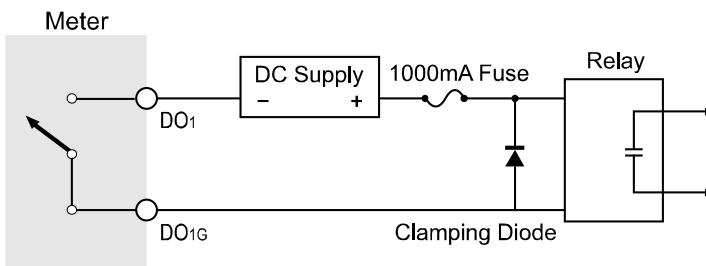 Meter
DC Supply
− +
1000mA Fuse
Relay
DO1
DO1G
Clamping Diode